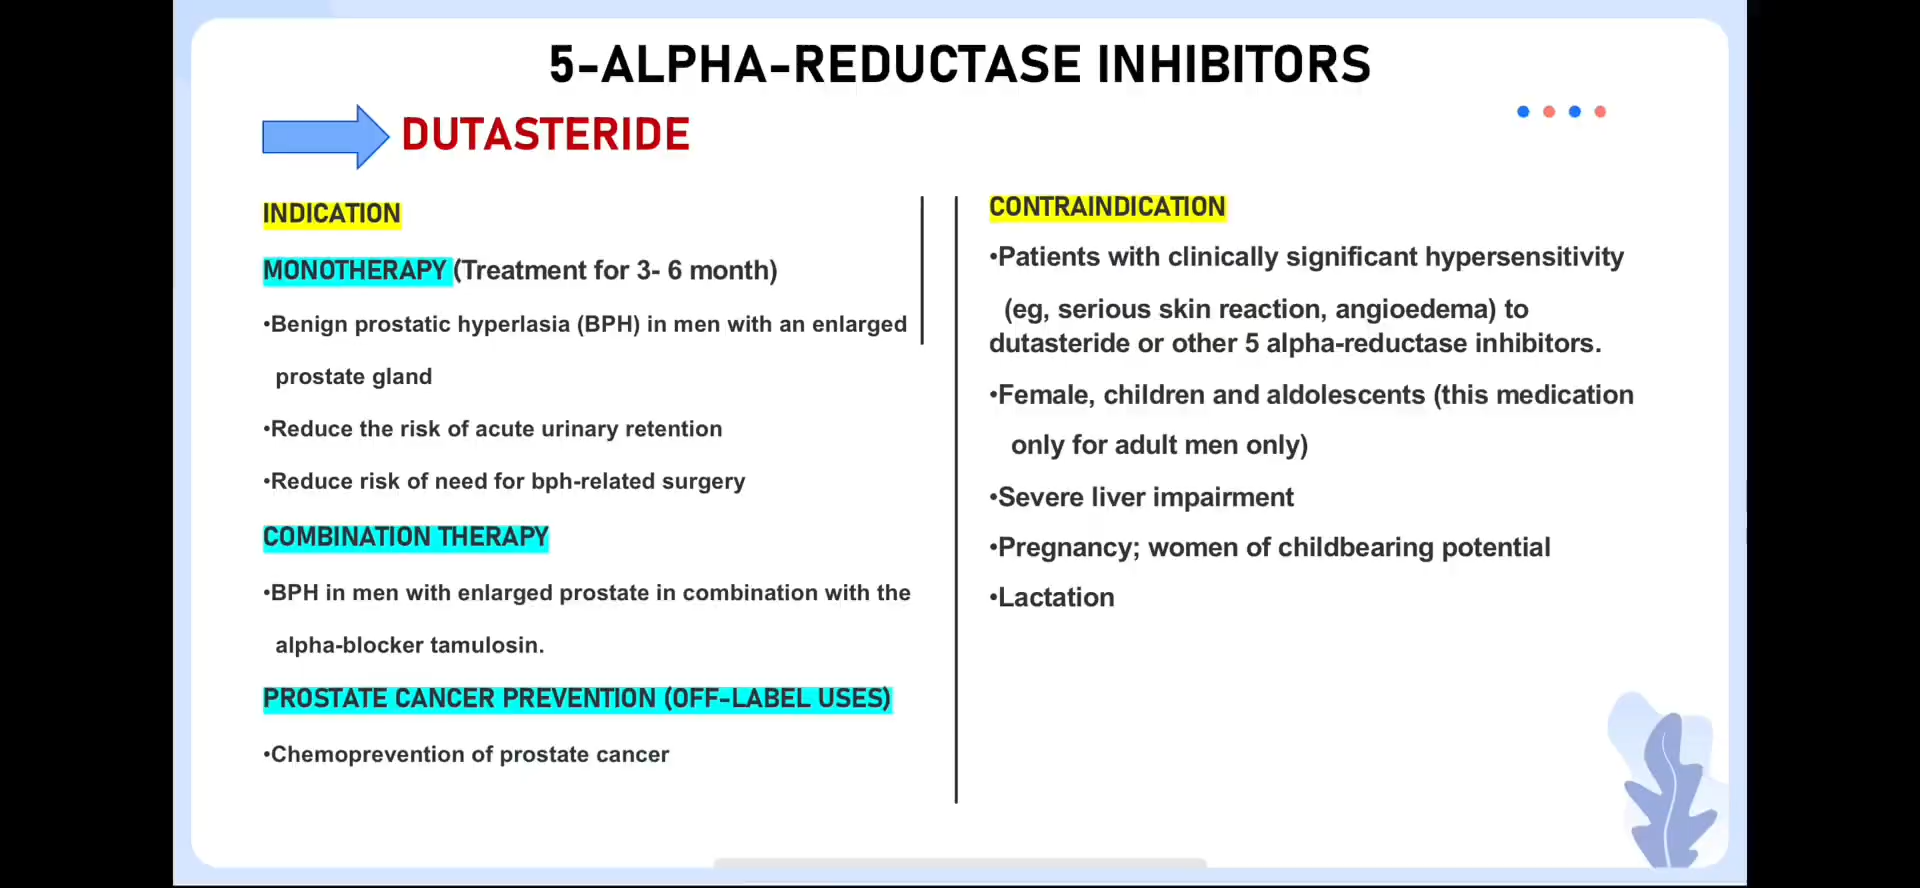 5-ALPHA-REDUCTASE INHIBITORS
DUTASTERIDE
INDICATION
MONOTHERAPY (Treatment for 3- 6 month)
•Benign prostatic hyperlasia (BPH) in men with an enlarged
prostate gland
•Reduce the risk of acute urinary retention
•Reduce risk of need for bph-related surgery
COMBINATION THERAPY
•BPH in men with enlarged prostate in combination with the
alpha-blocker tamulosin.
PROSTATE CANCER PREVENTION (OFF-LABEL USES)
•Chemoprevention of prostate cancer
CONTRAINDICATION
•Patients with clinically significant hypersensitivity
(eg, serious skin reaction, angioedema) to
dutasteride or other 5 alpha-reductase inhibitors.
•Female, children and aldolescents (this medication
only for adult men only)
•Severe liver impairment
•Pregnancy; women of childbearing potential
•Lactation